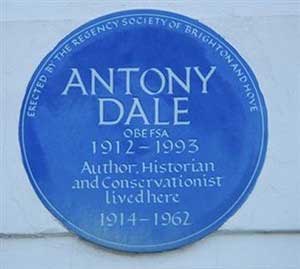 ERECTED BY THE REGENCY SOCIETY OF BRIGHTON AND HOVE
ANTONY
DALE
OBE FSA
1912–1993
Author, Historian
and Conservationist
lived here
1914–1962